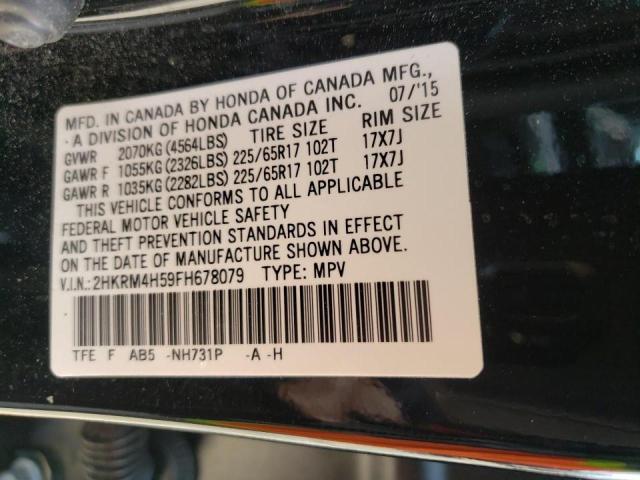 MFD. IN CANADA BY HONDA OF CANADA MFG.,
· A DIVISION OF HONDA CANADA INC. 07/'15
GVWR 2070KG (4564LBS) TIRE SIZE RIM SIZE
GAWR F 1055KG (2326LBS) 225/65R17 102T 17X7J
GAWR R 1035KG (2282LBS) 225/65R17 102T 17X7J
THIS VEHICLE CONFORMS TO ALL APPLICABLE
FEDERAL MOTOR VEHICLE SAFETY
AND THEFT PREVENTION STANDARDS IN EFFECT
ON THE DATE OF MANUFACTURE SHOWN ABOVE.
V.I.N.:2HKRM4H59FH678079 TYPE: MPV
TFE F AB5 -NH731P -A -H